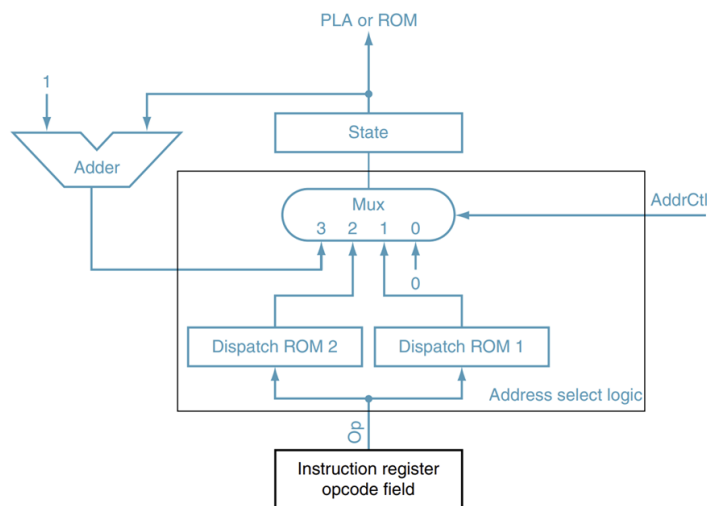 PLA or ROM
1
State
Adder
Mux
AddrCtl
3 2 1 0
0
Dispatch ROM 2
Dispatch ROM 1
Address select logic
Op
Instruction register
opcode field